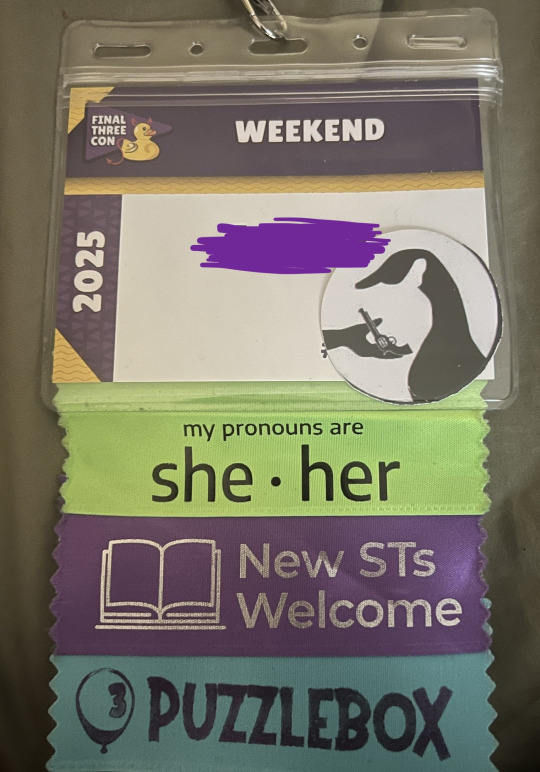 FINAL
THREE
CON
WEEKEND
2025
my pronouns are
she · her
New STs
Welcome
3 PUZZLEBOX